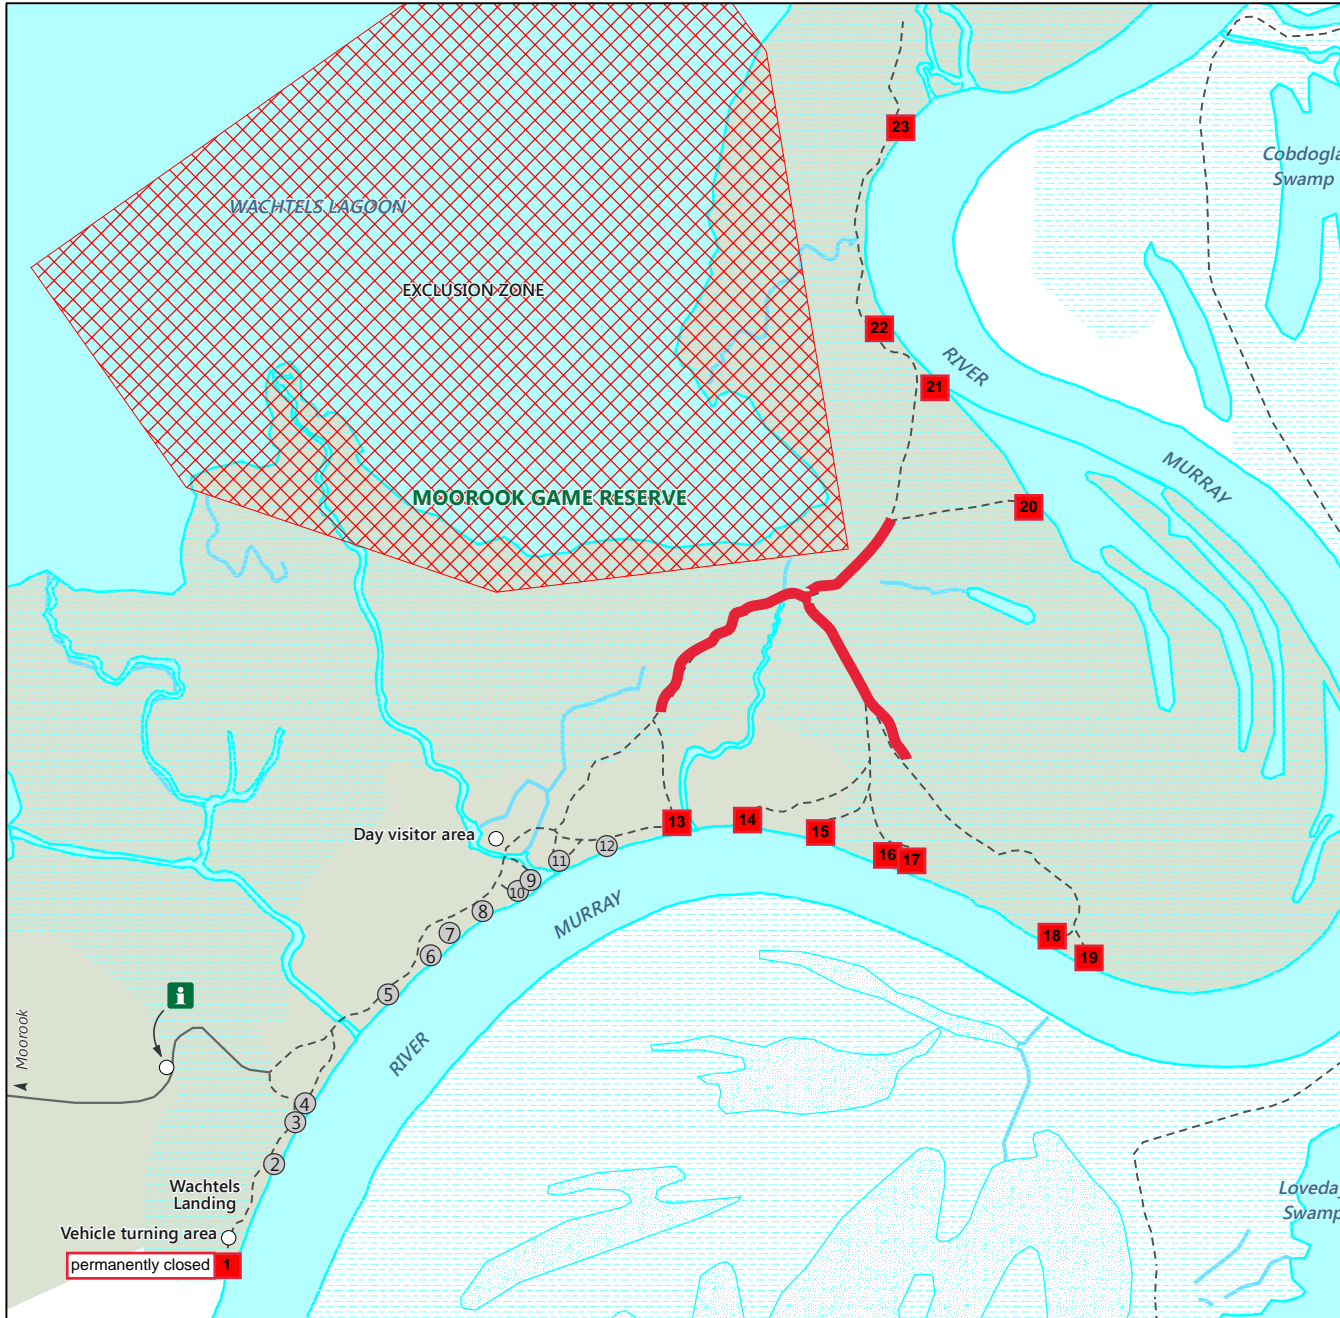 23
Cobdogla
Swamp
WACHTELS LAGOON
EXCLUSION ZONE
22
RIVER
21
MURRAY
MOOROOK GAME RESERVE
20
13
14
15
Day visitor area
12
11
16
17
9
10
8
MURRAY
7
18
6
19
5
i
Moorook
RIVER
4
3
2
Wachtels
Landing
Loveda
Swamp
Vehicle turning area
permanently closed
1